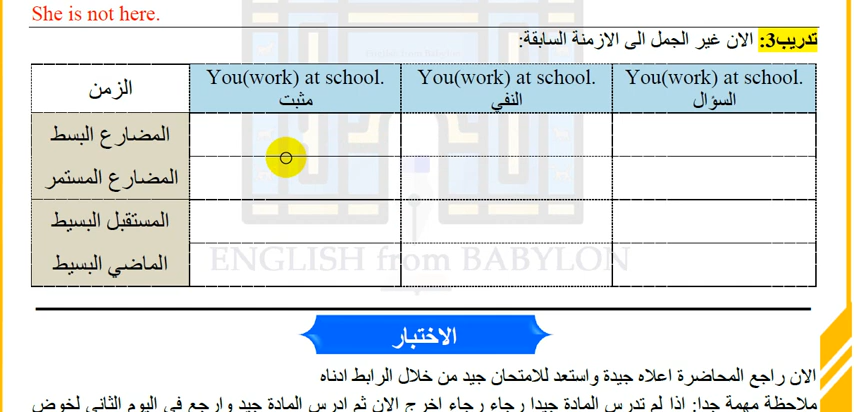 She is not here.
تدريب3: الان غير الجمل الى الازمنة السابقة:
الزمن
You(work) at school.
مثبت
You(work) at school.
النفي
You(work) at school.
السؤال
المضارع البسط
المضارع المستمر
المستقبل البسيط
الماضي البسيط
ENGLISH from BABYLON
الاختبار
الان راجع المحاضرة اعلاه جيدة واستعد للامتحان جيد من خلال الرابط ادناه
ملاحظة مهمة جدا: اذا لم تدرس المادة جيدا رجاء رجاء اخرج الان ثم ادرس المادة جيد وارجع في اليوم الثاني لخوض